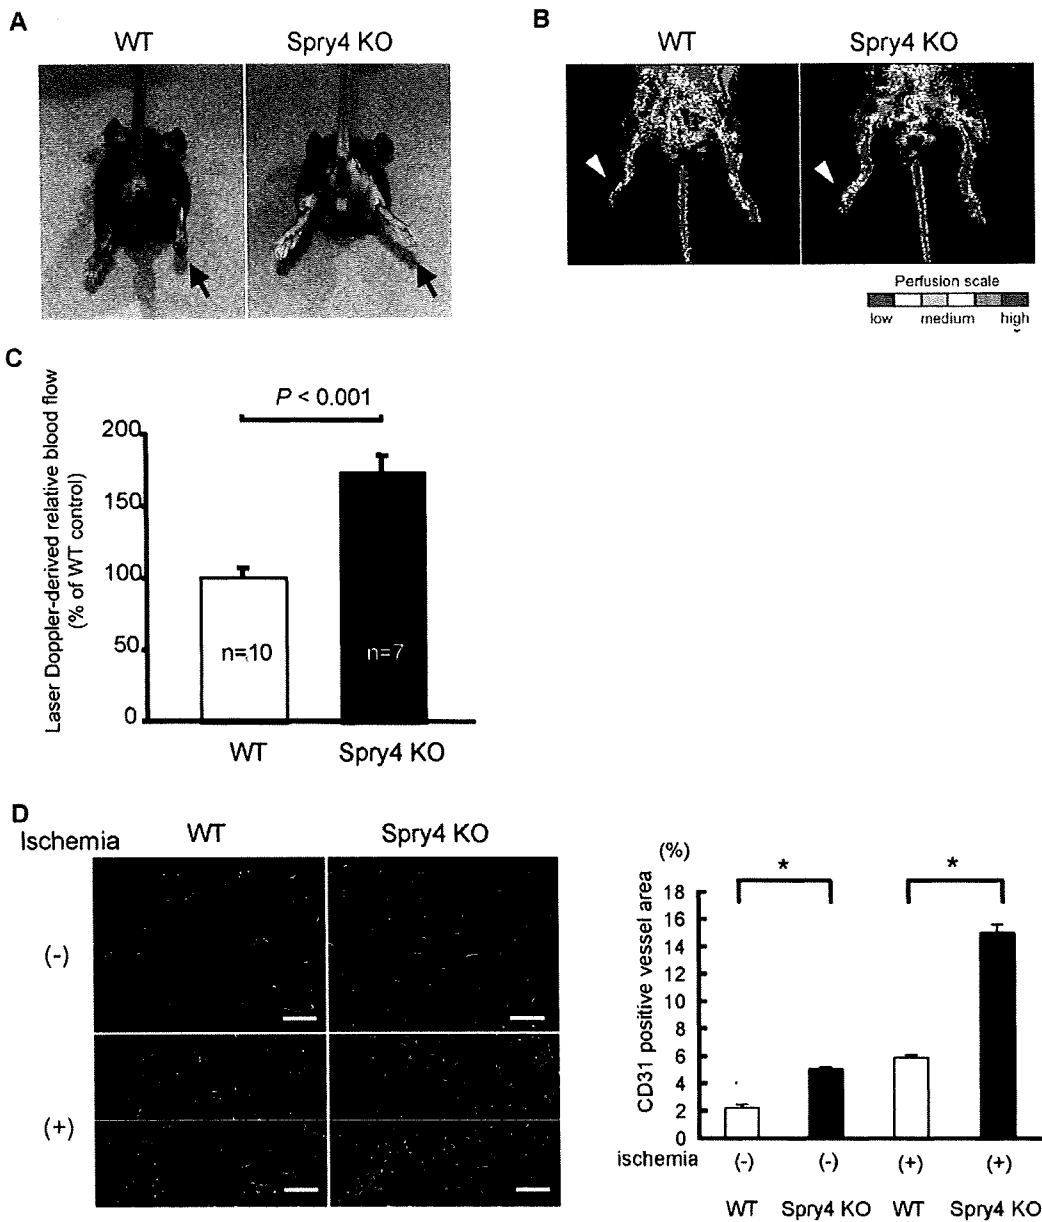 A
WT
Spry4 KO
B
WT
Spry4 KO
Perfusion scale
low
medium
high
C
Laser Doppler-derived relative blood flow
(% of WT control)
P < 0.001
200
150
100
50
0
n=10
n=7
WT
Spry4 KO
D
Ischemia
WT
Spry4 KO
(-)
(+)
(%)
CD31 positive vessel area
*
*
18
16
14
12
10
8
6
4
2
0
ischemia
(-)
(-)
(+)
(+)
WT
Spry4 KO
WT
Spry4 KO